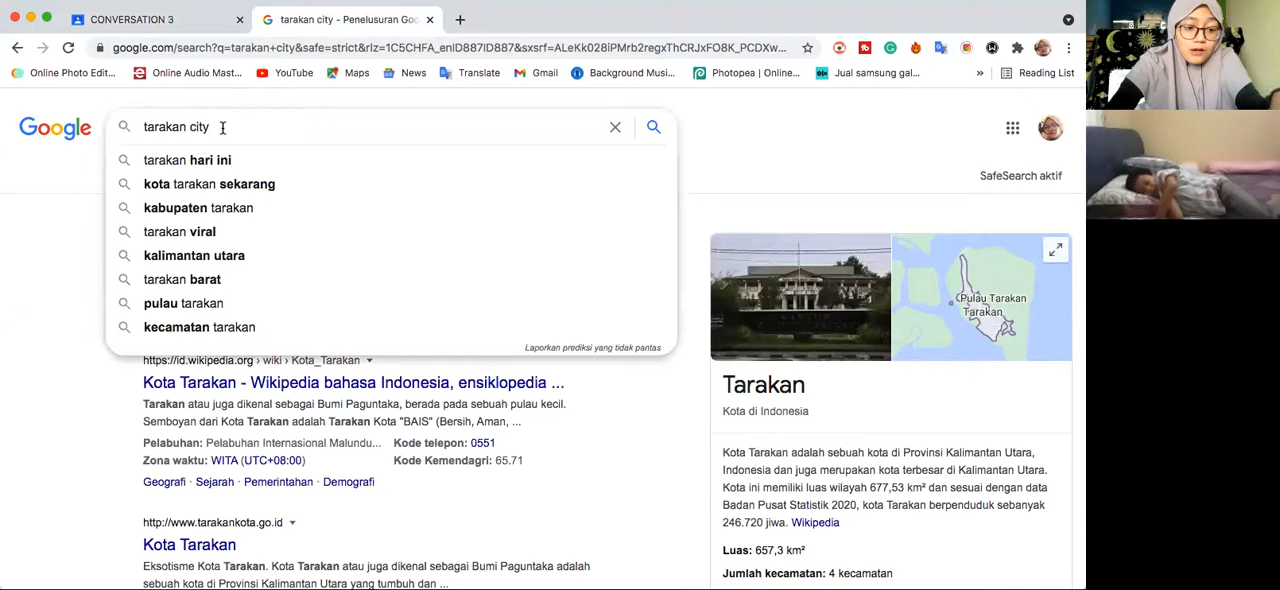 CONVERSATION 3
tarakan city - Penelusuran Goo
google.com/search?q=tarakan+city&safe=strict&rlz=1C5CHFA_enID887ID887&sxsrf=ALeKk028iPMrb2regxThCRJxFO8K_PCDXw...
Online Photo Edit...
Online Audio Mast...
YouTube
Maps
News
Translate
Gmail
Background Musi...
Photopea | Online...
Jual samsung gal...
»
Reading List
Google
tarakan city
SafeSearch aktif
tarakan hari ini
kota tarakan sekarang
kabupaten tarakan
tarakan viral
kalimantan utara
tarakan barat
pulau tarakan
kecamatan tarakan
Laporkan prediksi yang tidak pantas
https://id.wikipedia.org › wiki › Kota_Tarakan
Kota Tarakan - Wikipedia bahasa Indonesia, ensiklopedia ...
Tarakan atau juga dikenal sebagai Bumi Paguntaka, berada pada sebuah pulau kecil.
Semboyan dari Kota Tarakan adalah Tarakan Kota "BAIS" (Bersih, Aman, ...
Pelabuhan: Pelabuhan Internasional Malundu... Kode telepon: 0551
Zona waktu: WITA (UTC+08:00) Kode Kemendagri: 65.71
Geografi · Sejarah · Pemerintahan · Demografi
http://www.tarakankota.go.id
Kota Tarakan
Eksotisme Kota Tarakan. Kota Tarakan atau juga dikenal sebagai Bumi Paguntaka adalah
sebuah kota di Provinsi Kalimantan Utara yang tumbuh dan ...
Pulau Tarakan
Tarakan
Tarakan
Kota di Indonesia
Kota Tarakan adalah sebuah kota di Provinsi Kalimantan Utara,
Indonesia dan juga merupakan kota terbesar di Kalimantan Utara.
Kota ini memiliki luas wilayah 677,53 km² dan sesuai dengan data
Badan Pusat Statistik 2020, kota Tarakan berpenduduk sebanyak
246.720 jiwa. Wikipedia
Luas: 657,3 km²
Jumlah kecamatan: 4 kecamatan